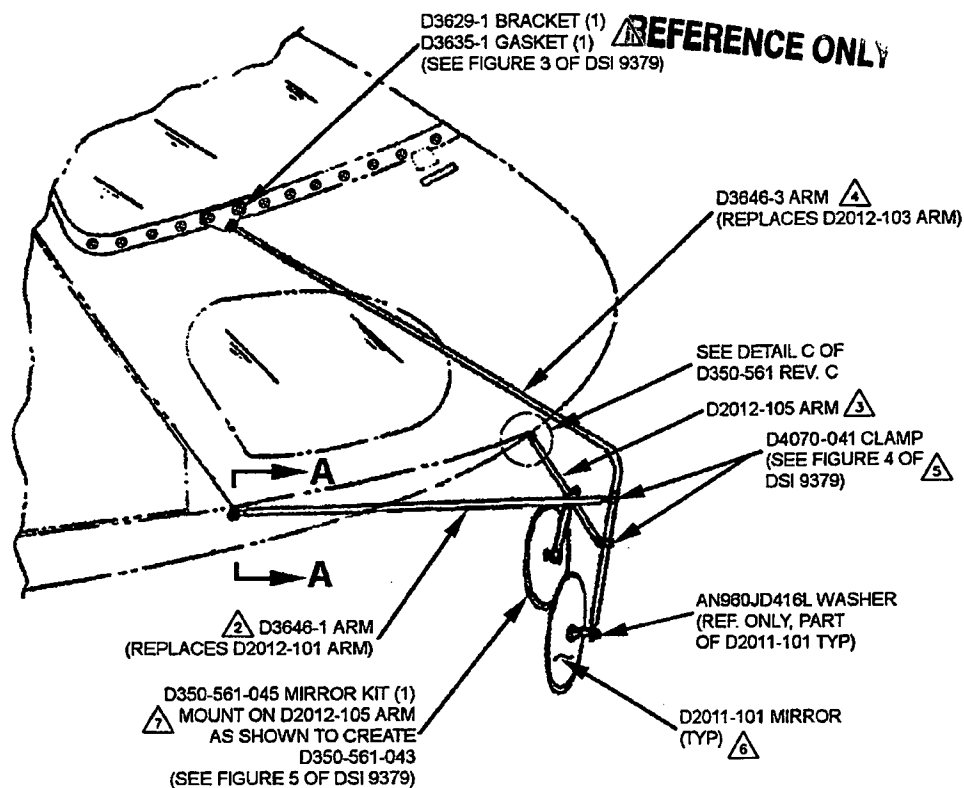 D3629-1 BRACKET (1)
D3635-1 GASKET (1)
(SEE FIGURE 3 OF DSI 9379)
REFERENCE ONLY
D3646-3 ARM 4
(REPLACES D2012-103 ARM)
SEE DETAIL C OF
D350-561 REV. C
D2012-105 ARM 3
D4070-041 CLAMP
(SEE FIGURE 4 OF
DSI 9379) 5
A
A
AN960JD416L WASHER
(REF. ONLY, PART
OF D2011-101 TYP)
2 D3646-1 ARM
(REPLACES D2012-101 ARM)
D350-561-045 MIRROR KIT (1)
7 MOUNT ON D2012-105 ARM
AS SHOWN TO CREATE
D350-561-043
(SEE FIGURE 5 OF DSI 9379)
D2011-101 MIRROR
(TYP) 6